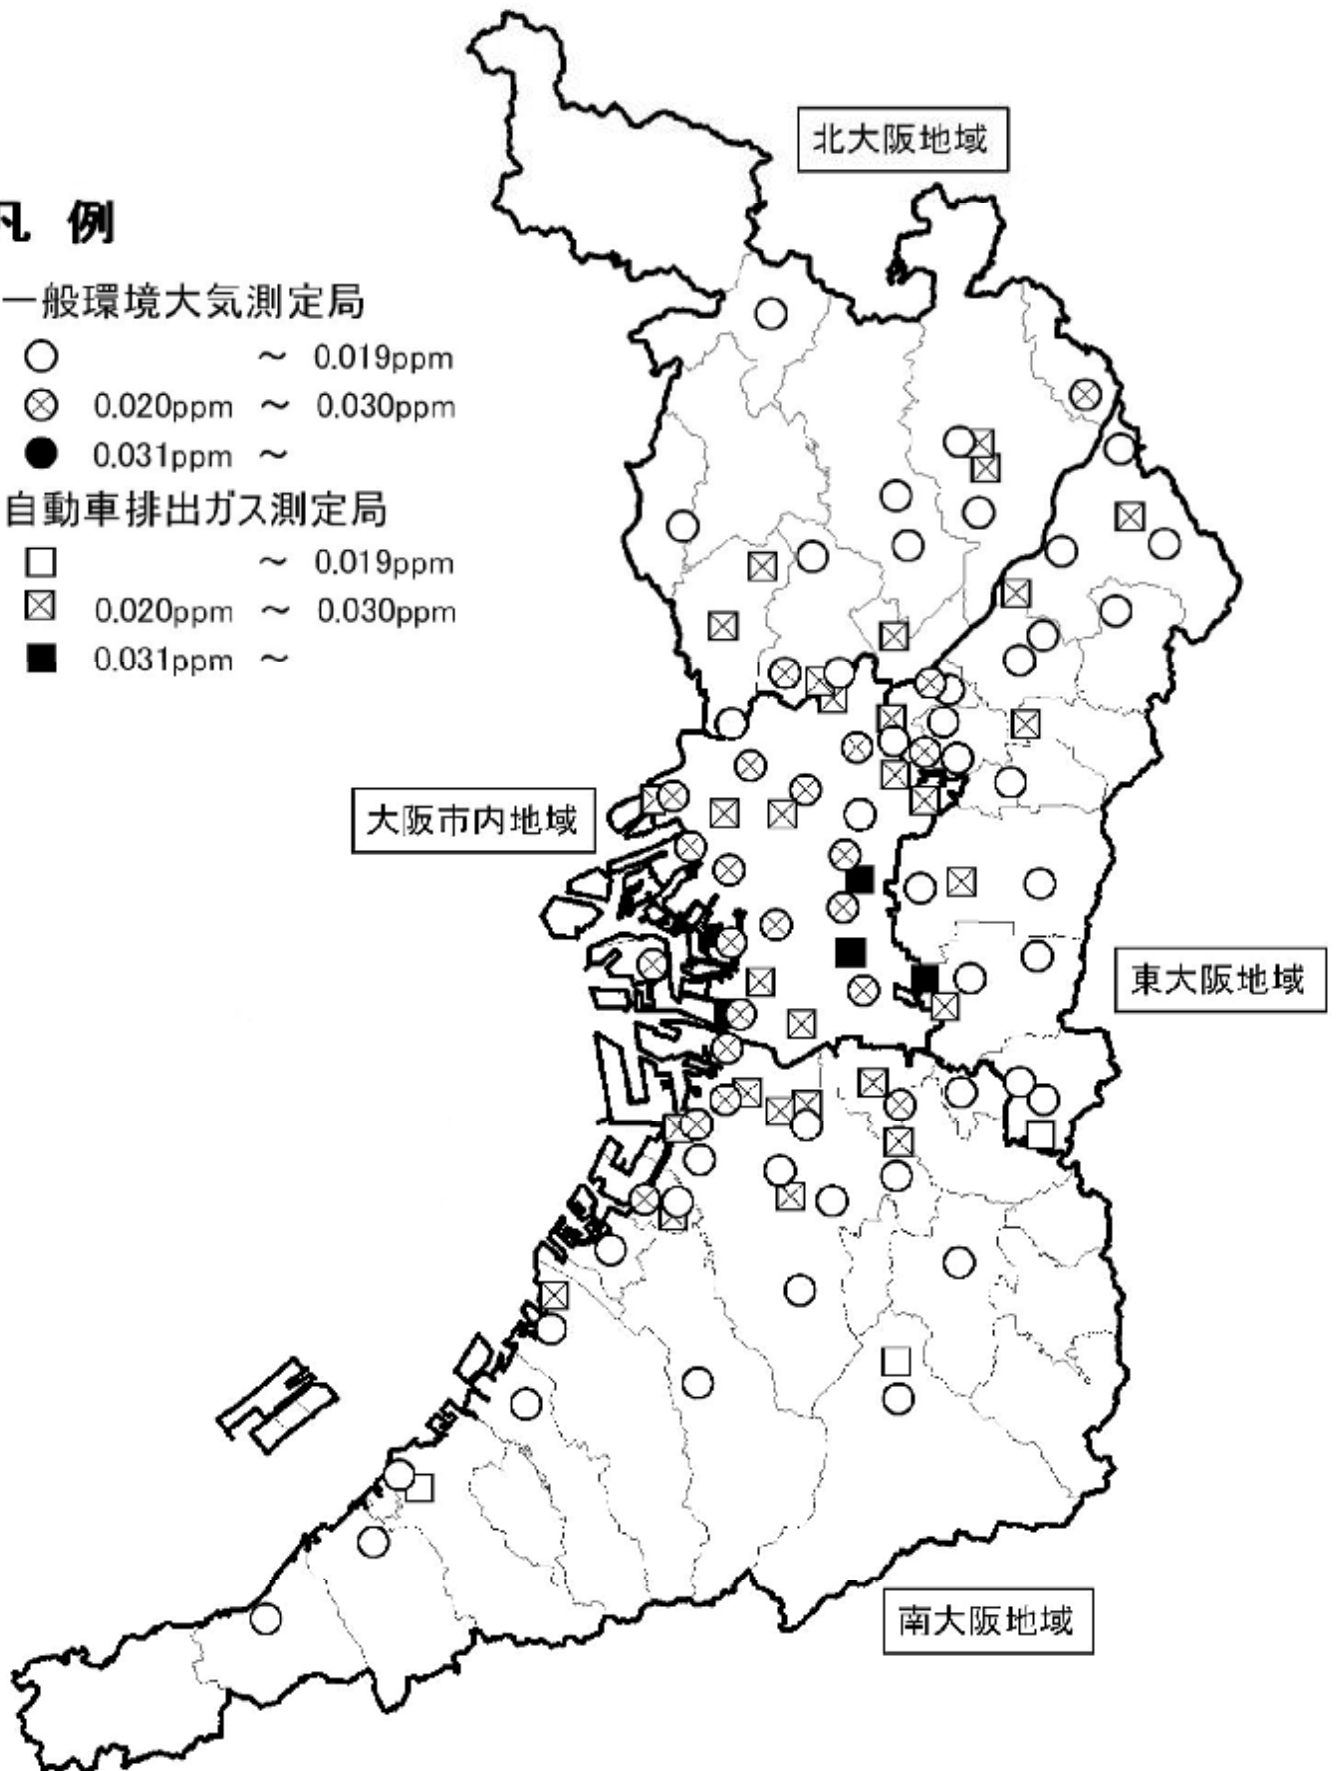 凡 例
一般環境大気測定局
～ 0.019ppm
0.020ppm ～ 0.030ppm
0.031ppm ～
自動車排出ガス測定局
～ 0.019ppm
0.020ppm ～ 0.030ppm
0.031ppm ～
北大阪地域
大阪市内地域
東大阪地域
南大阪地域